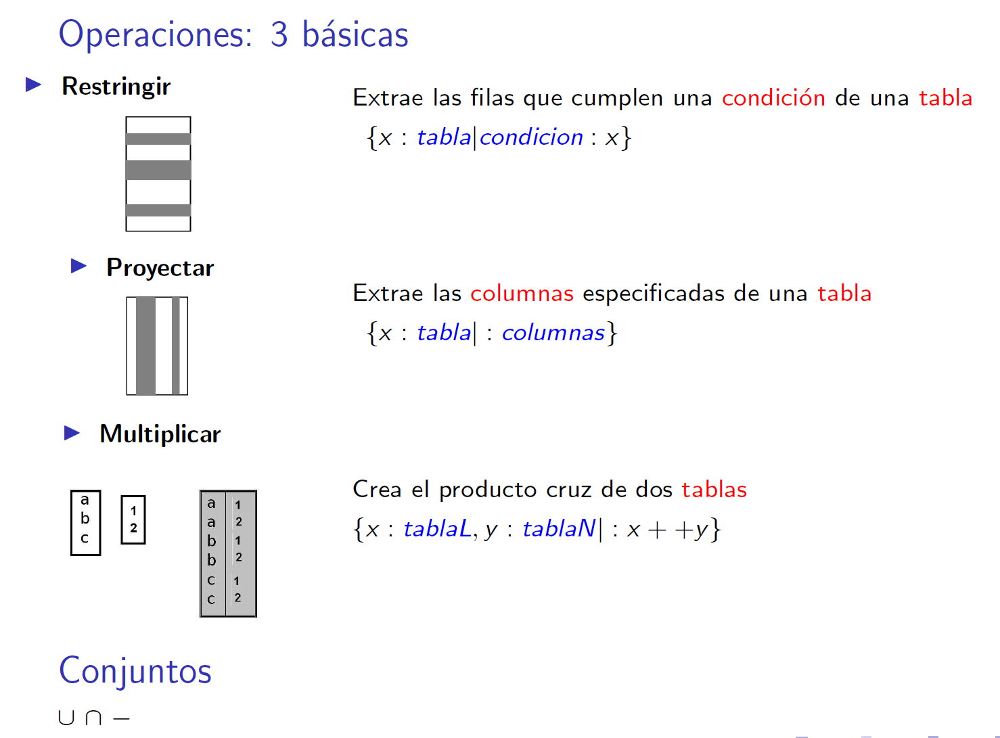 Operaciones: 3 básicas
▶ Restringir
Extrae las filas que cumplen una condición de una tabla
{x : tabla|condicion : x}
▶ Proyectar
Extrae las columnas especificadas de una tabla
{x : tabla| : columnas}
▶ Multiplicar
Crea el producto cruz de dos tablas
{x : tablaL, y : tablaN| : x + +y}
a
b
c
1
2
a 1
a 2
b 1
b 2
c 1
c 2
Conjuntos
∪ ∩ −